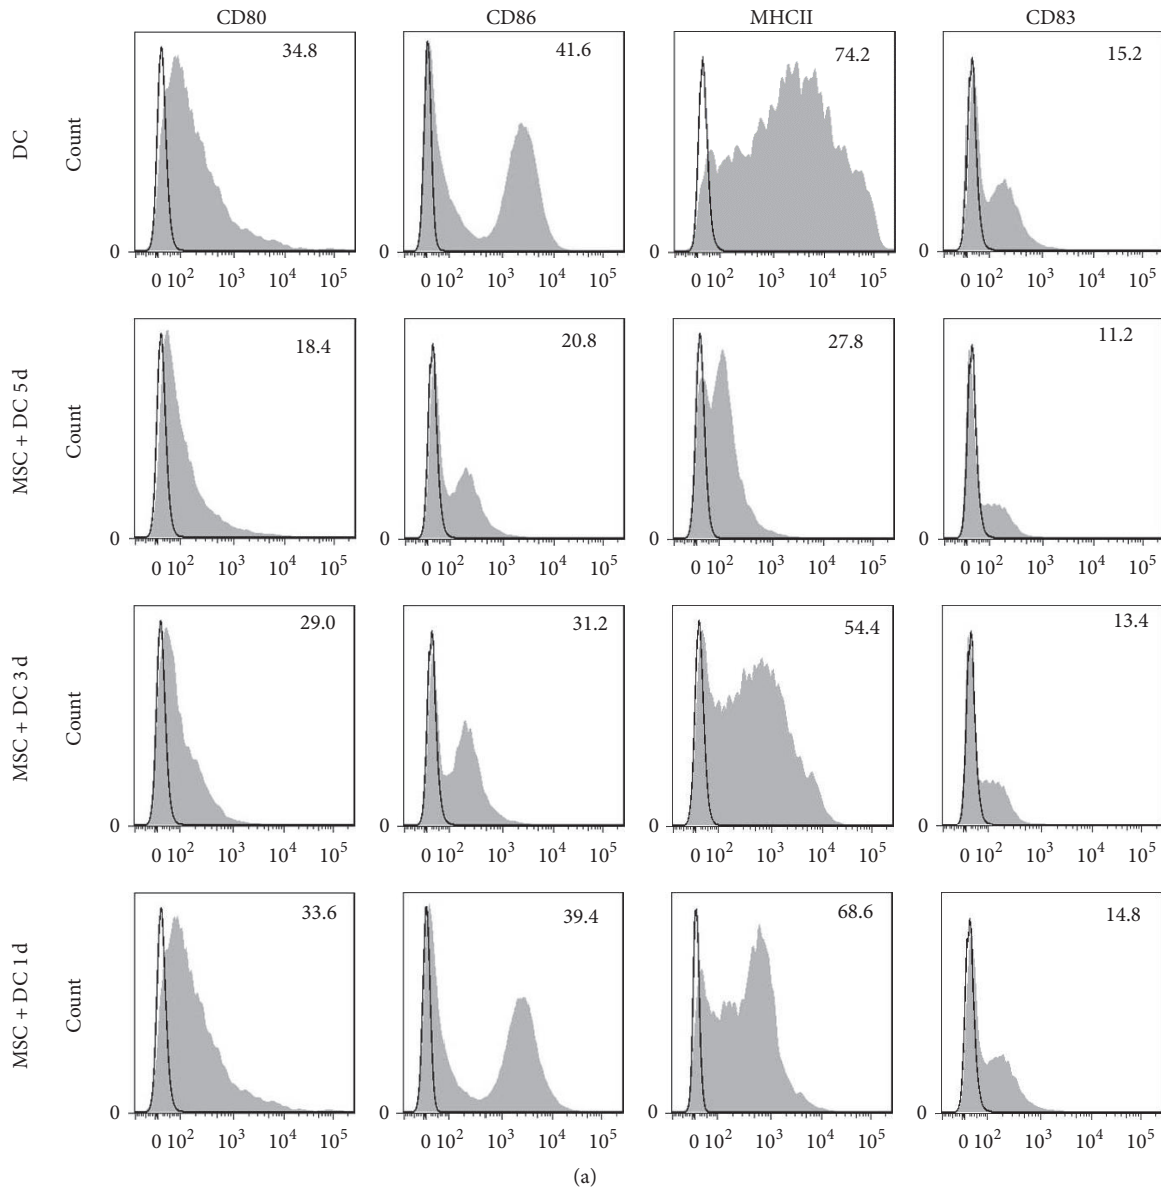 CD80 CD86 MHCII CD83
DC
Count
34.8 41.6 74.2 15.2
0 0 0 0
0 10² 10³ 10⁴ 10⁵ 0 10² 10³ 10⁴ 10⁵ 0 10² 10³ 10⁴ 10⁵ 0 10² 10³ 10⁴ 10⁵
MSC + DC 5 d
Count
18.4 20.8 27.8 11.2
0 0 0 0
0 10² 10³ 10⁴ 10⁵ 0 10² 10³ 10⁴ 10⁵ 0 10² 10³ 10⁴ 10⁵ 0 10² 10³ 10⁴ 10⁵
MSC + DC 3 d
Count
29.0 31.2 54.4 13.4
0 0 0 0
0 10² 10³ 10⁴ 10⁵ 0 10² 10³ 10⁴ 10⁵ 0 10² 10³ 10⁴ 10⁵ 0 10² 10³ 10⁴ 10⁵
MSC + DC 1 d
Count
33.6 39.4 68.6 14.8
0 0 0 0
0 10² 10³ 10⁴ 10⁵ 0 10² 10³ 10⁴ 10⁵ 0 10² 10³ 10⁴ 10⁵ 0 10² 10³ 10⁴ 10⁵
(a)